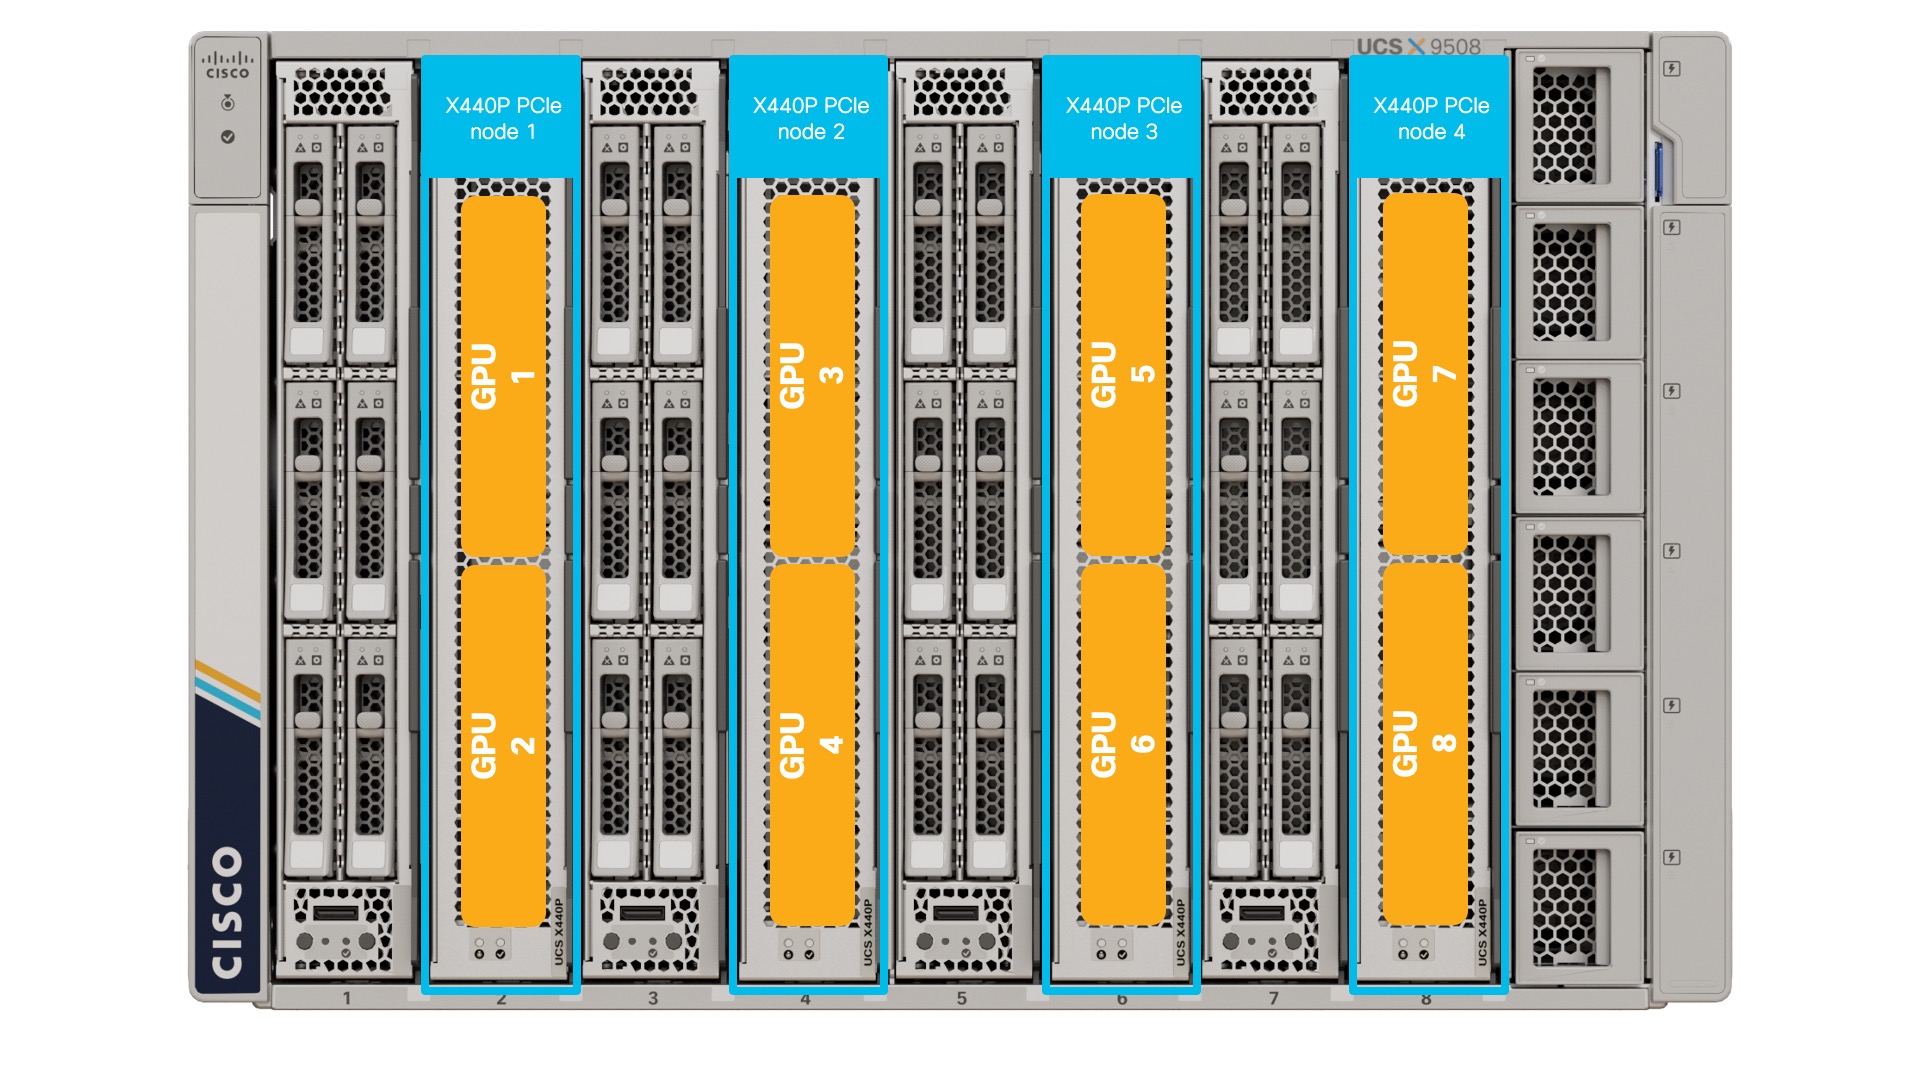 UCS X 9508
CISCO
X440P PCIe
node 1
X440P PCIe
node 2
X440P PCIe
node 3
X440P PCIe
node 4
GPU
1
GPU
3
GPU
5
GPU
7
GPU
2
GPU
4
GPU
6
GPU
8
CISCO
UCS X440P
UCS X440P
UCS X440P
UCS X440P
1
2
3
4
5
6
7
8